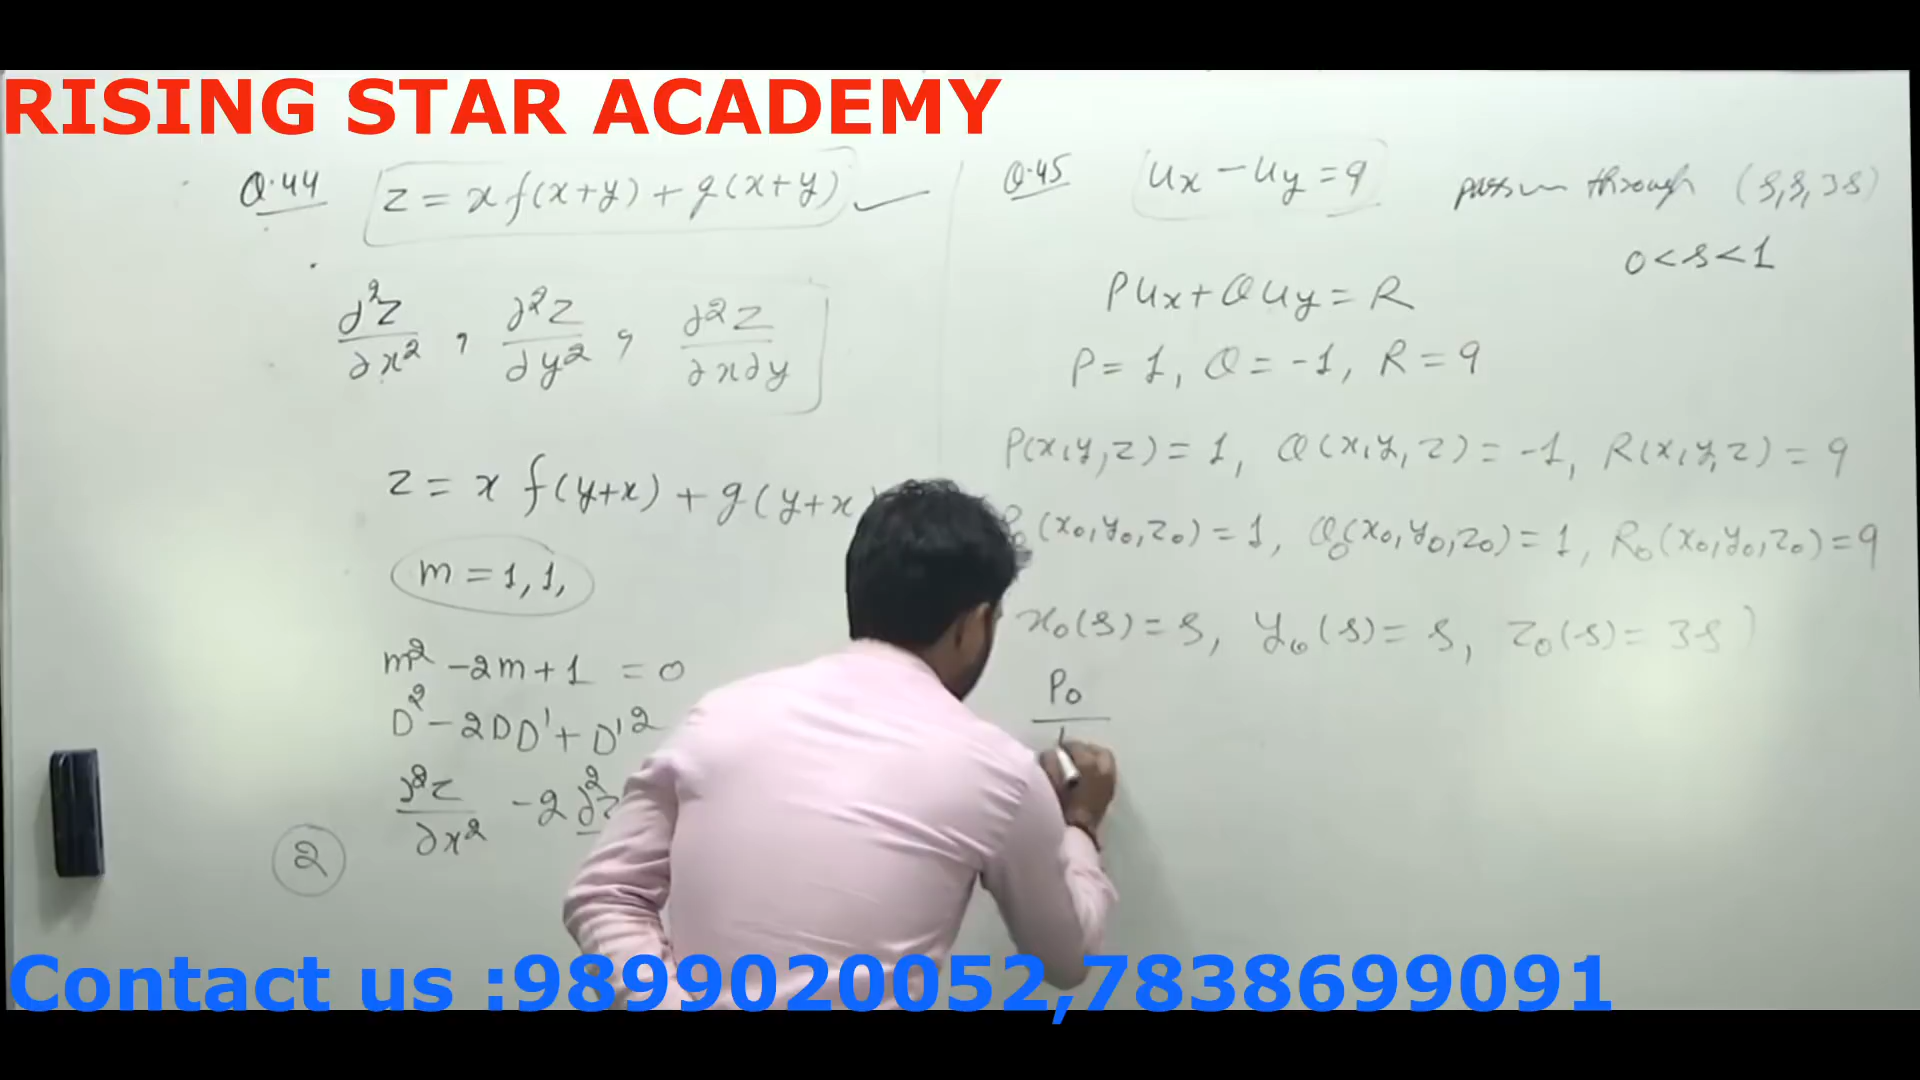 RISING STAR ACADEMY
Q.44 z = x f(x+y) + g(x+y)
∂²z/∂x² , ∂²z/∂y² , ∂²z/∂x∂y
z = x f(y+x) + g(y+x
m = 1, 1,
m² - 2m + 1 = 0
D² - 2DD' + D'²
∂²z/∂x² - 2 ∂²z
2
Q.45 ux - uy = 9 through (s, s, 3s)
0 < s < 1
Pux + Quy = R
P = 1, Q = -1, R = 9
P(x,y,z) = 1, Q(x,y,z) = -1, R(x,y,z) = 9
(x0,y0,z0) = 1, Q0(x0,y0,z0) = 1, R0(x0,y0,z0) = 9
x0(s) = s, y0(s) = s, z0(s) = 3s )
P0
Contact us :9899020052,7838699091